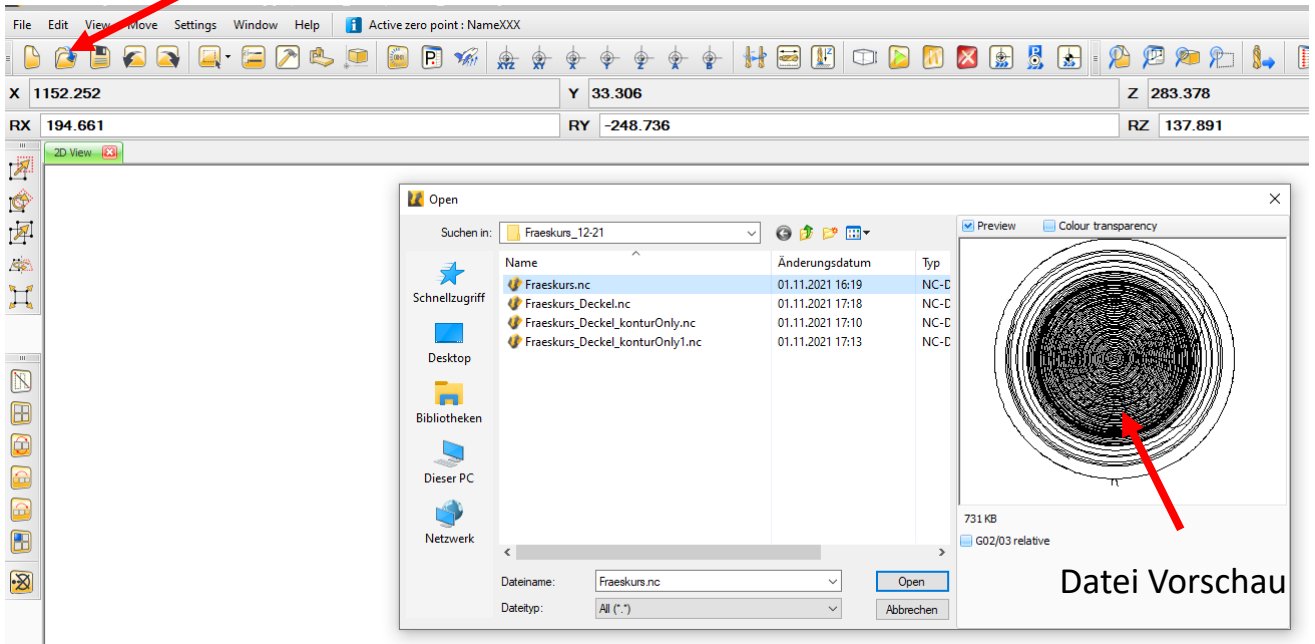 File Edit View Move Settings Window Help Active zero point : NameXXX
XYZ XY X Y Z A B
X 1152.252 Y 33.306 Z 283.378
RX 194.661 RY -248.736 RZ 137.891
2D View
Open
Suchen in: Fraeskurs_12-21
Preview Colour transparency
Name Änderungsdatum Typ
Fraeskurs.nc 01.11.2021 16:19 NC-D
Fraeskurs_Deckel.nc 01.11.2021 17:18 NC-D
Fraeskurs_Deckel_konturOnly.nc 01.11.2021 17:10 NC-D
Fraeskurs_Deckel_konturOnly1.nc 01.11.2021 17:13 NC-D
Schnellzugriff
Desktop
Bibliotheken
Dieser PC
Netzwerk
731 KB
G02/03 relative
Dateiname: Fraeskurs.nc Open
Dateityp: All (*.*) Abbrechen
Datei Vorschau